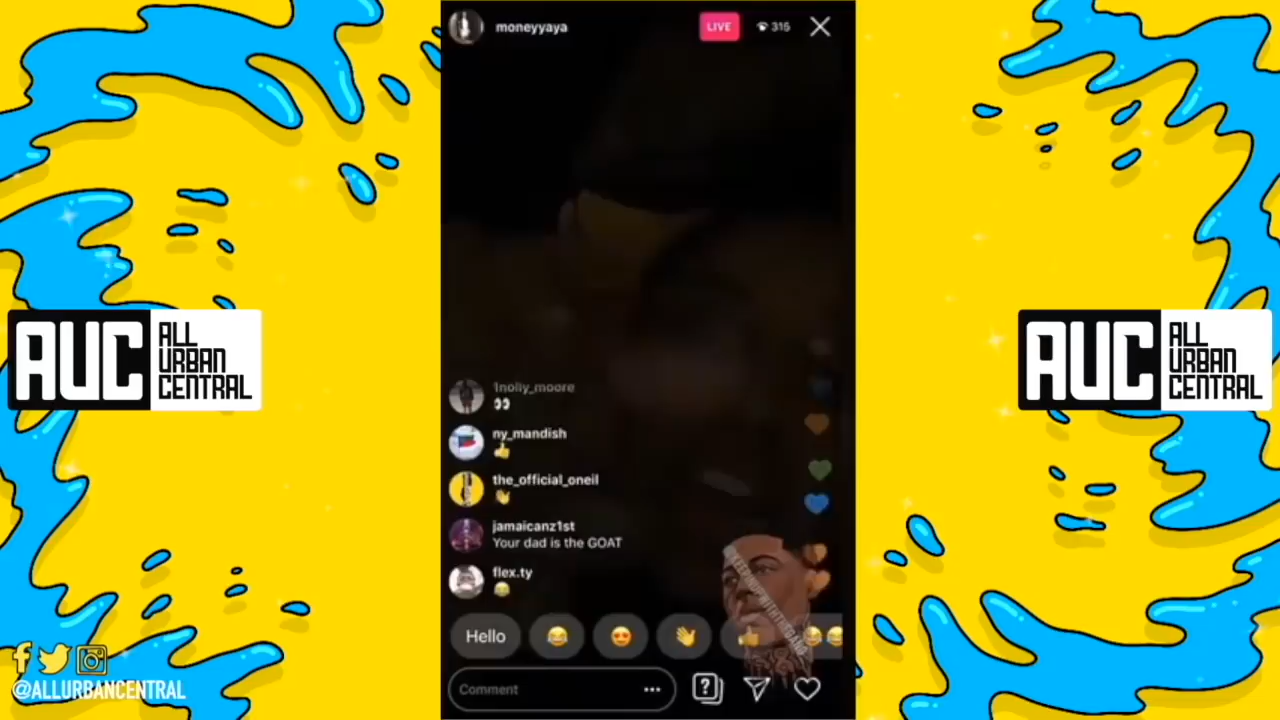 moneyyaya
LIVE
315
AUC
ALL
URBAN
CENTRAL
AUC
ALL
URBAN
CENTRAL
1nolly_moore
👀
ny_mandish
👍
the_official_oneil
👋
jamaicanz1st
Your dad is the GOAT
flex.ty
😂
Hello 😂 😍 👋 👍 😂😂
Comment
@ALLURBANCENTRAL